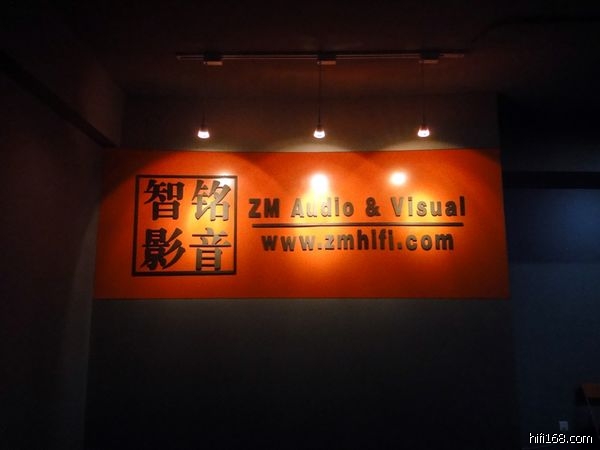 智铭
影音
ZM Audio & Visual
www.zmhifi.com
hifi168.com